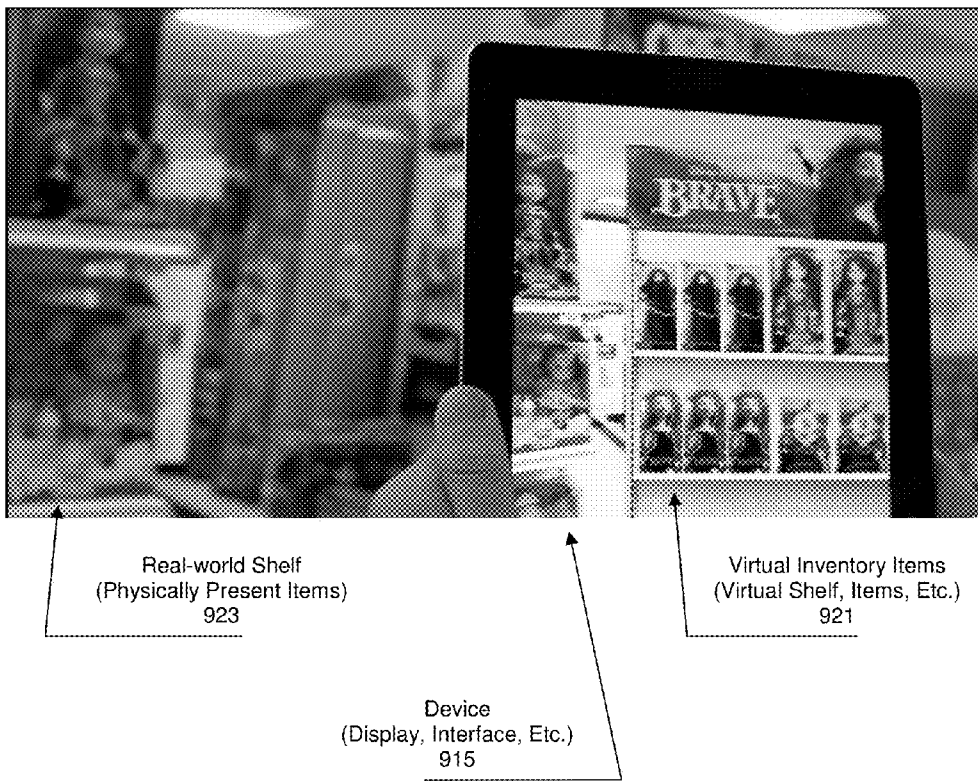 BRAVE
Real-world Shelf
(Physically Present Items)
923
Virtual Inventory Items
(Virtual Shelf, Items, Etc.)
921
Device
(Display, Interface, Etc.)
915